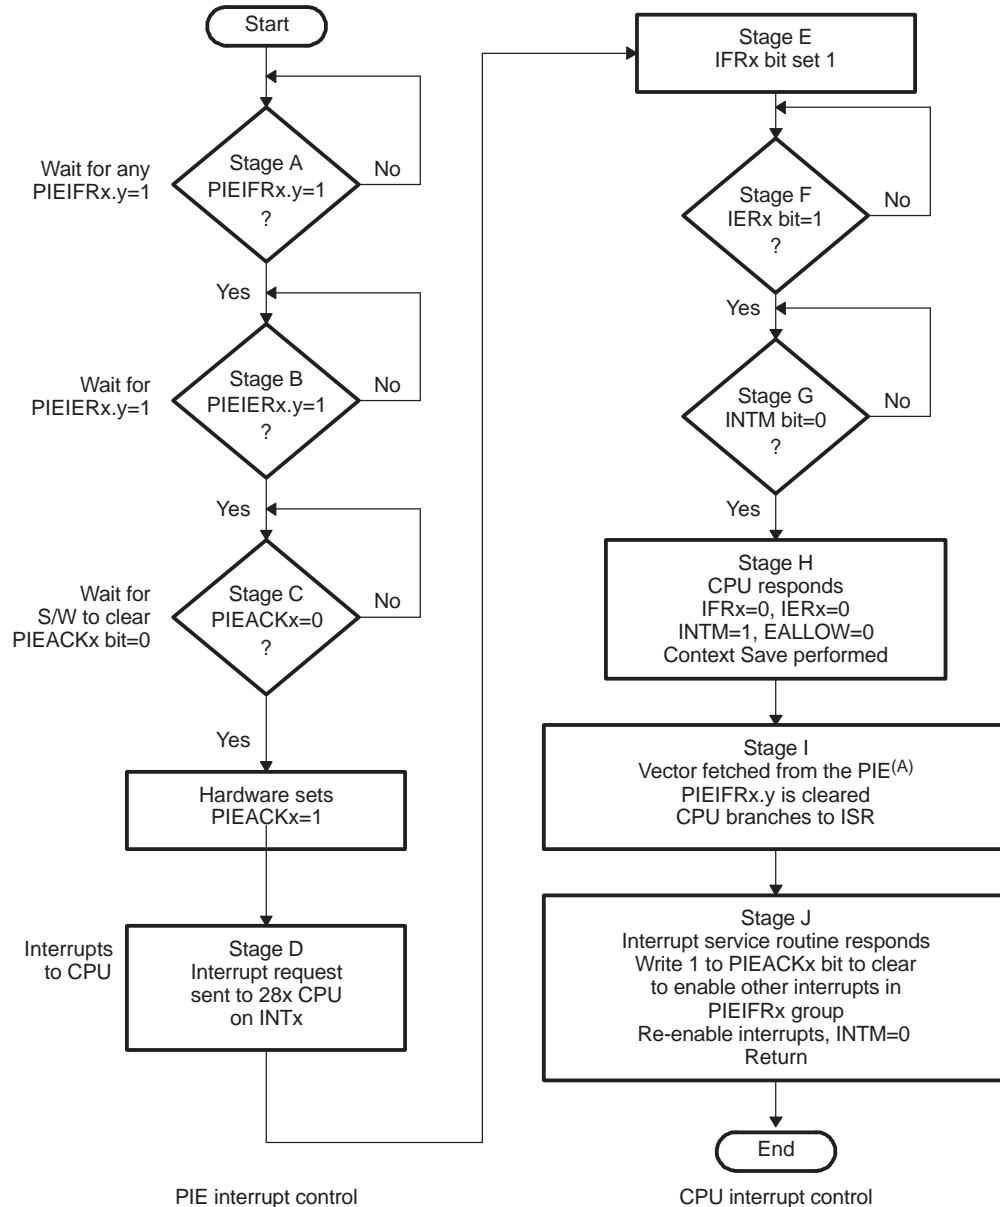 Start
Wait for any
PIEIFRx.y=1
Stage A
PIEIFRx.y=1
?
No
Yes
Wait for
PIEIERx.y=1
Stage B
PIEIERx.y=1
?
No
Yes
Wait for
S/W to clear
PIEACKx bit=0
Stage C
PIEACKx=0
?
No
Yes
Hardware sets
PIEACKx=1
Interrupts
to CPU
Stage D
Interrupt request
sent to 28x CPU
on INTx
PIE interrupt control
Stage E
IFRx bit set 1
Stage F
IERx bit=1
?
No
Yes
Stage G
INTM bit=0
?
No
Yes
Stage H
CPU responds
IFRx=0, IERx=0
INTM=1, EALLOW=0
Context Save performed
Stage I
Vector fetched from the PIE(A)
PIEIFRx.y is cleared
CPU branches to ISR
Stage J
Interrupt service routine responds
Write 1 to PIEACKx bit to clear
to enable other interrupts in
PIEIFRx group
Re-enable interrupts, INTM=0
Return
End
CPU interrupt control